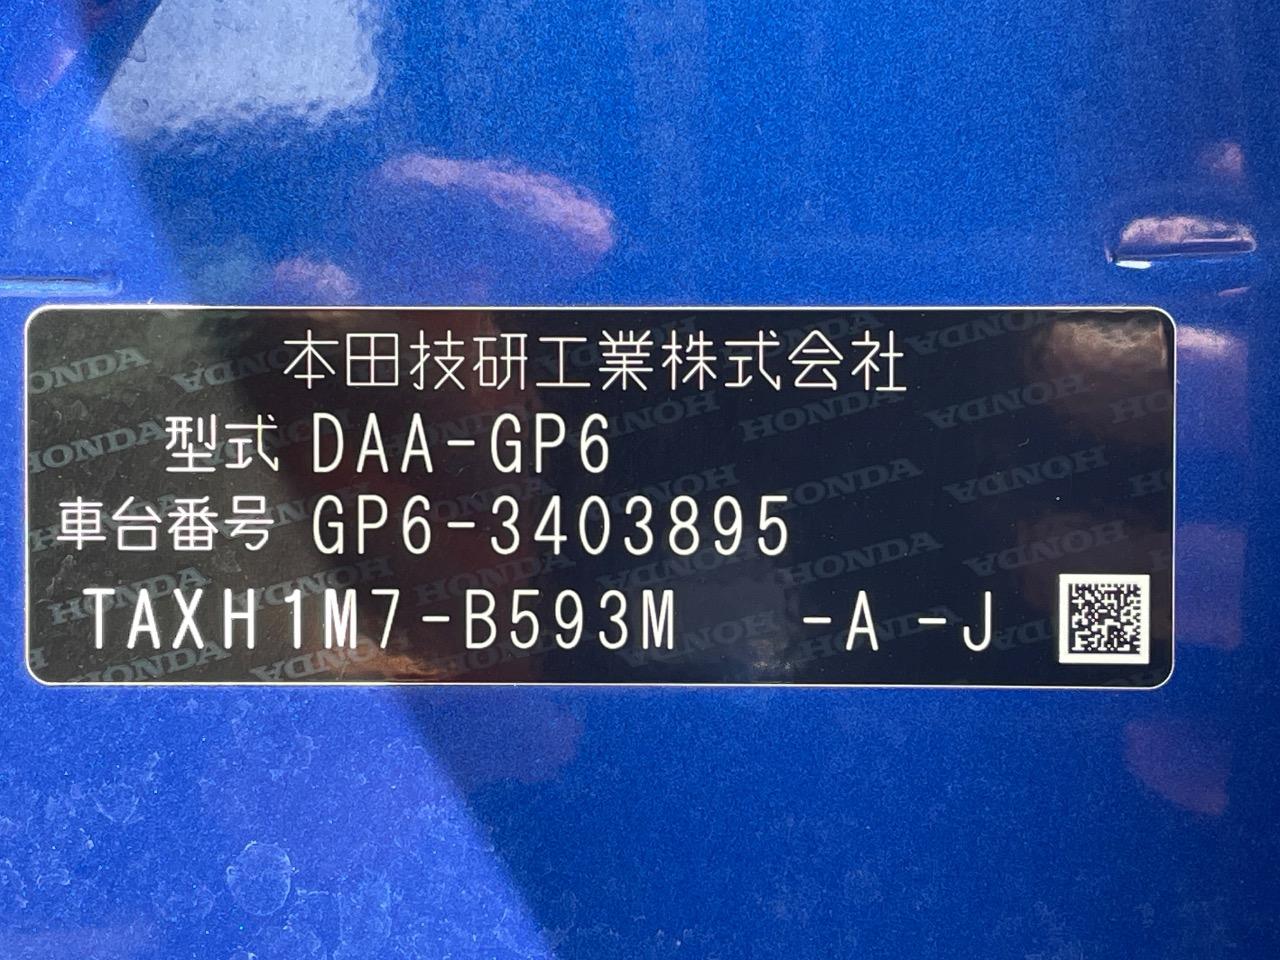 本田技研工業株式会社
型式 DAA-GP6
車台番号 GP6-3403895
TAXH1M7-B593M -A -J